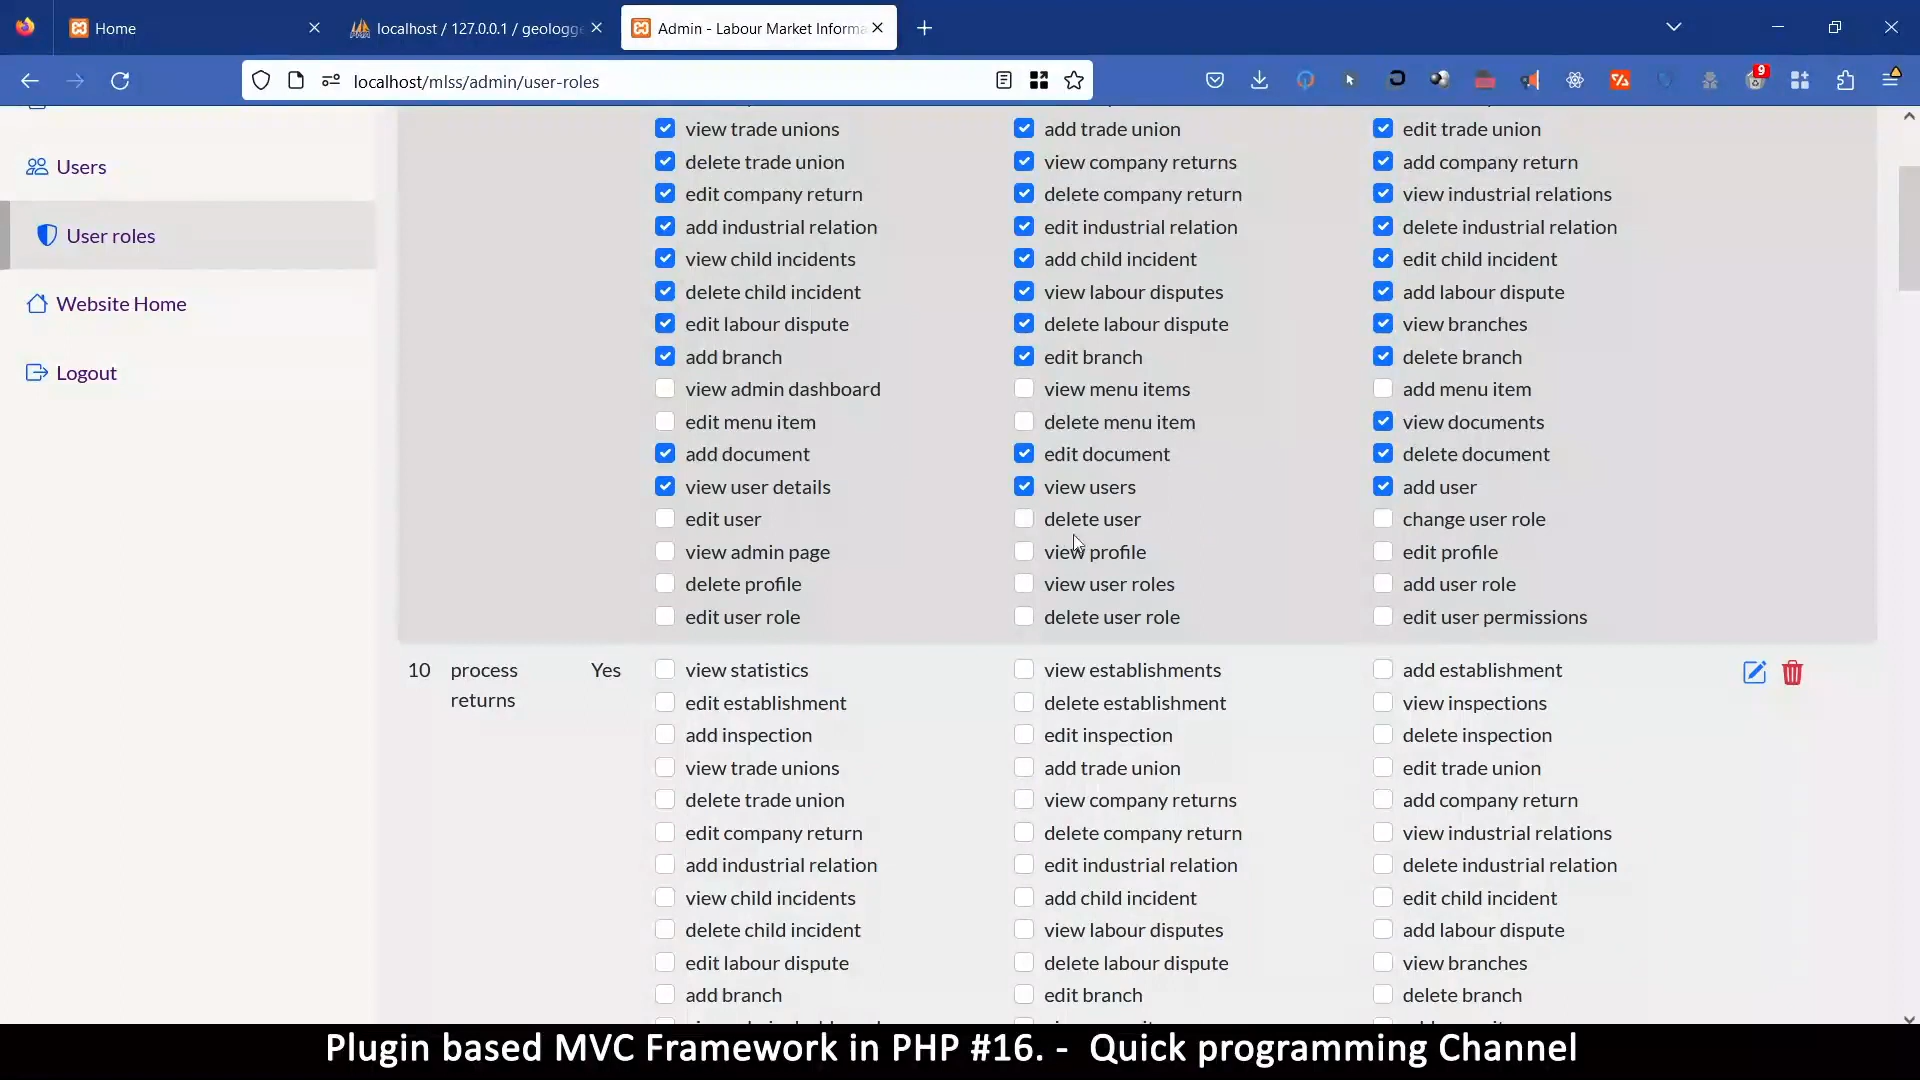 Home
localhost / 127.0.0.1 / geologge
Admin - Labour Market Informa
localhost/mlss/admin/user-roles
9
Users
User roles
Website Home
Logout
view trade unions add trade union edit trade union
delete trade union view company returns add company return
edit company return delete company return view industrial relations
add industrial relation edit industrial relation delete industrial relation
view child incidents add child incident edit child incident
delete child incident view labour disputes add labour dispute
edit labour dispute delete labour dispute view branches
add branch edit branch delete branch
view admin dashboard view menu items add menu item
edit menu item delete menu item view documents
add document edit document delete document
view user details view users add user
edit user delete user change user role
view admin page view profile edit profile
delete profile view user roles add user role
edit user role delete user role edit user permissions
10 process returns Yes view statistics view establishments add establishment
edit establishment delete establishment view inspections
add inspection edit inspection delete inspection
view trade unions add trade union edit trade union
delete trade union view company returns add company return
edit company return delete company return view industrial relations
add industrial relation edit industrial relation delete industrial relation
view child incidents add child incident edit child incident
delete child incident view labour disputes add labour dispute
edit labour dispute delete labour dispute view branches
add branch edit branch delete branch
Plugin based MVC Framework in PHP #16. - Quick programming Channel